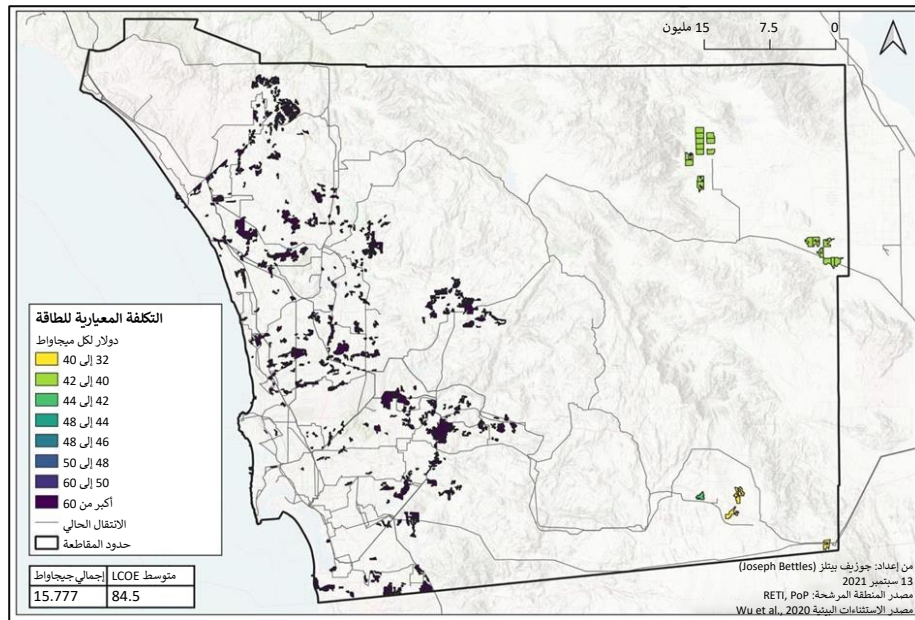 15 مليون 7.5 0
التكلفة المعيارية للطاقة
دولار لكل ميجاواط
32 إلى 40
40 إلى 42
42 إلى 44
44 إلى 48
46 إلى 48
48 إلى 50
50 إلى 60
أكبر من 60
الانتقال الحالي
حدود المقاطعة
متوسط LCOE إجمالي جيجاواط
84.5 15.777
من إعداد: جوزيف بيتلز (Joseph Bettles)
13 سبتمبر 2021
مصدر المنطقة المرشحة: RETI, PoP
مصدر الاستثناءات البيئية Wu et al., 2020